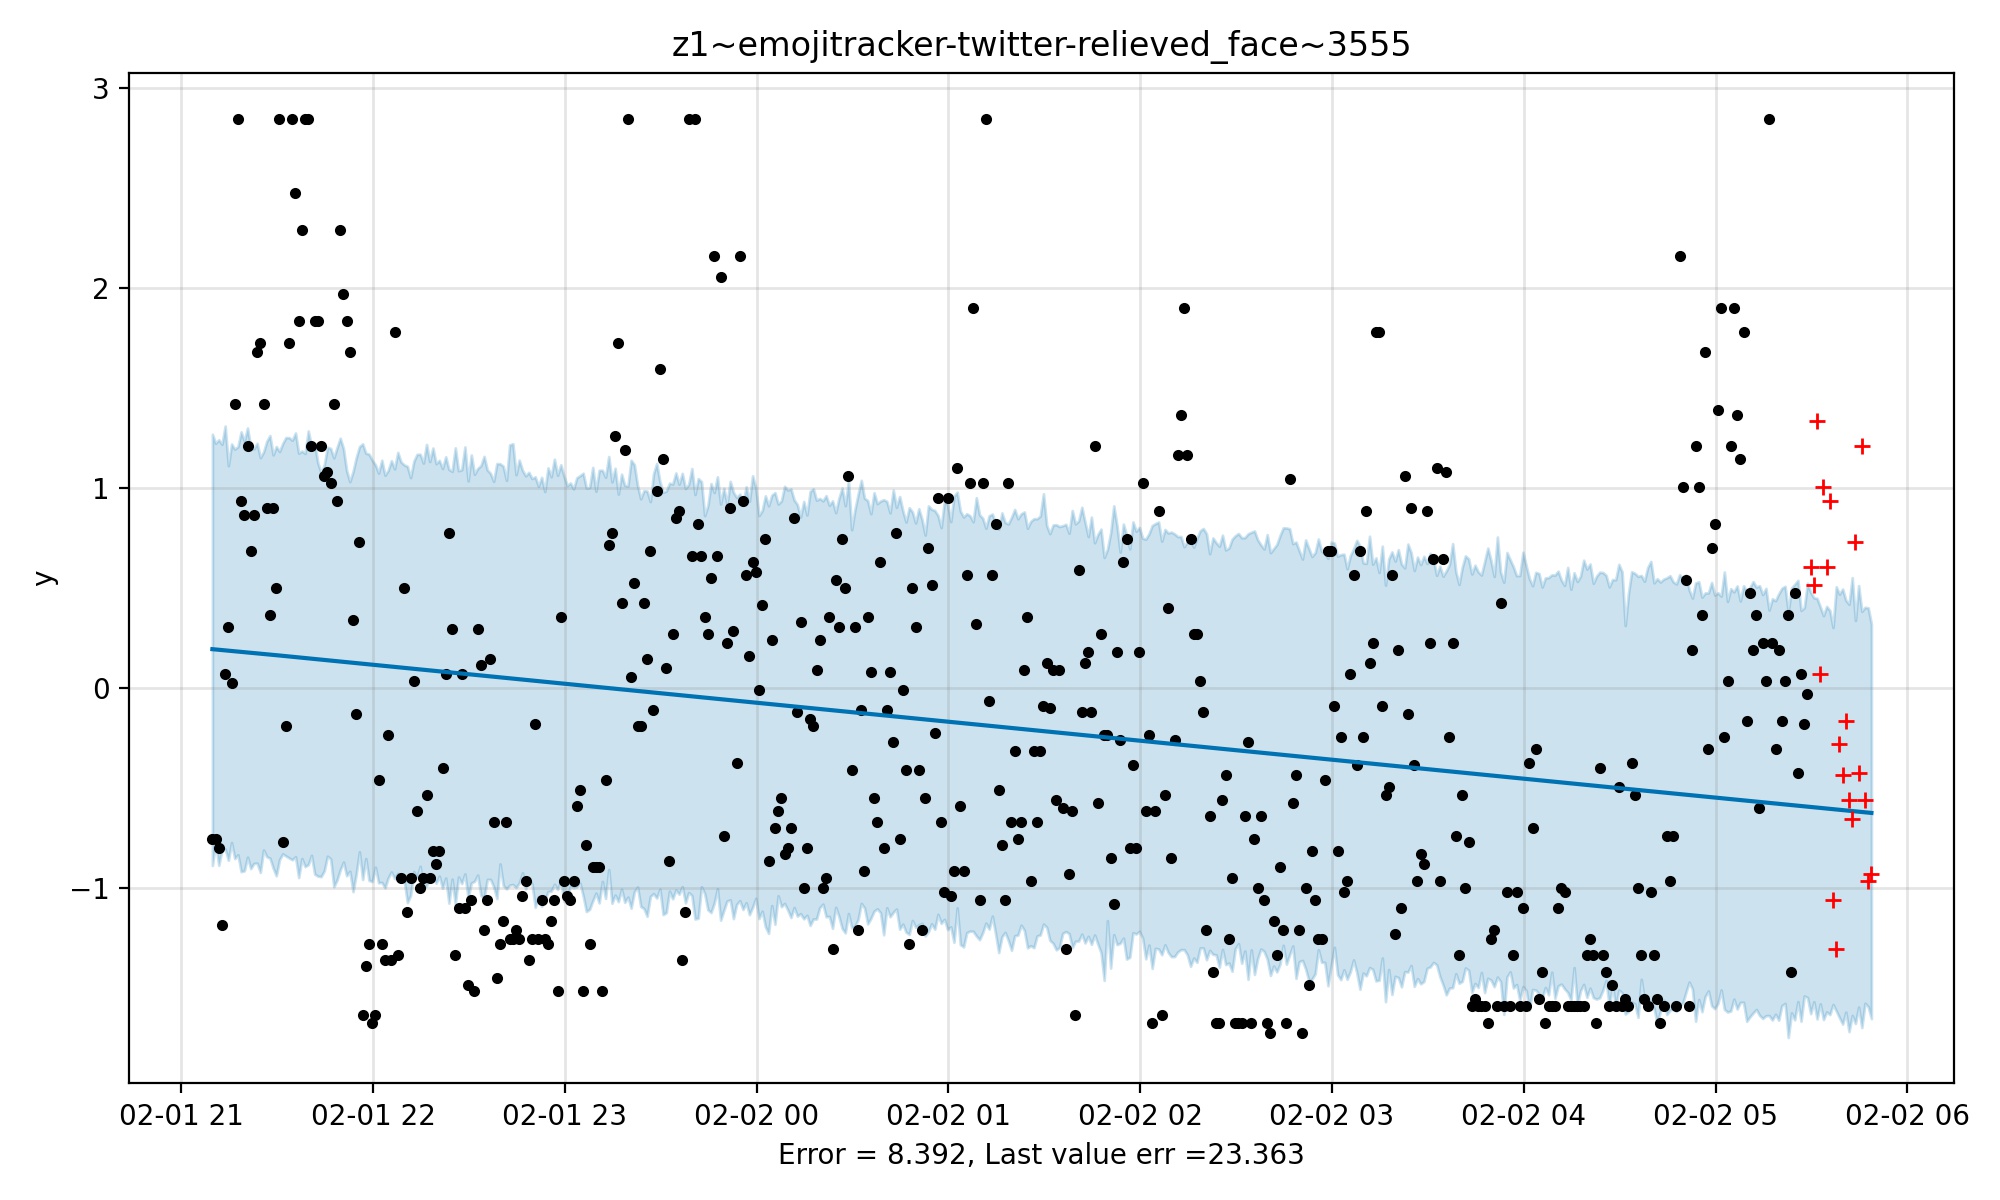 z1~emojitracker-twitter-relieved_face~3555
3
2
1
0
−1
y
02-01 21 02-01 22 02-01 23 02-02 00 02-02 01 02-02 02 02-02 03 02-02 04 02-02 05 02-02 06
Error = 8.392, Last value err =23.363